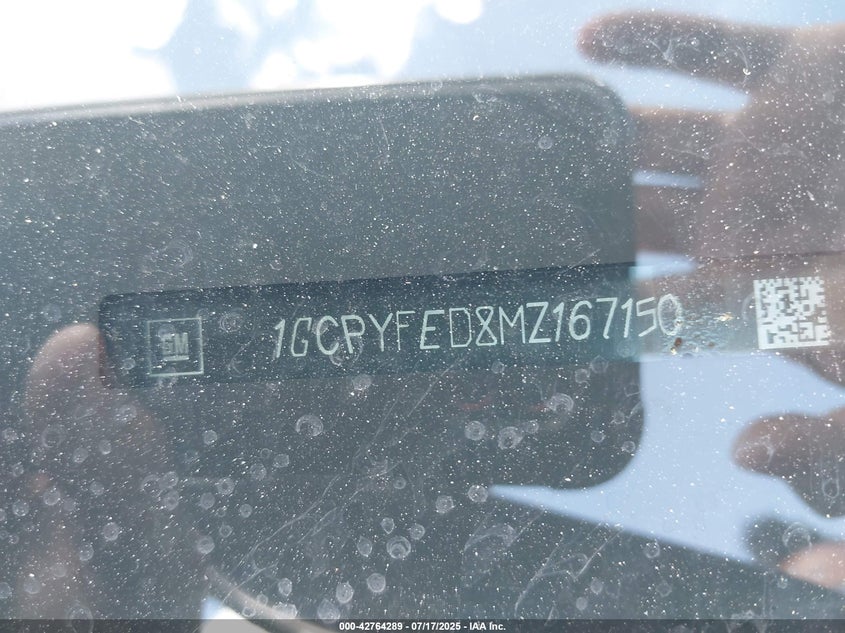 GM 1GCPYFED8MZ167150
000-42764289 - 07/17/2025 - IAA Inc.